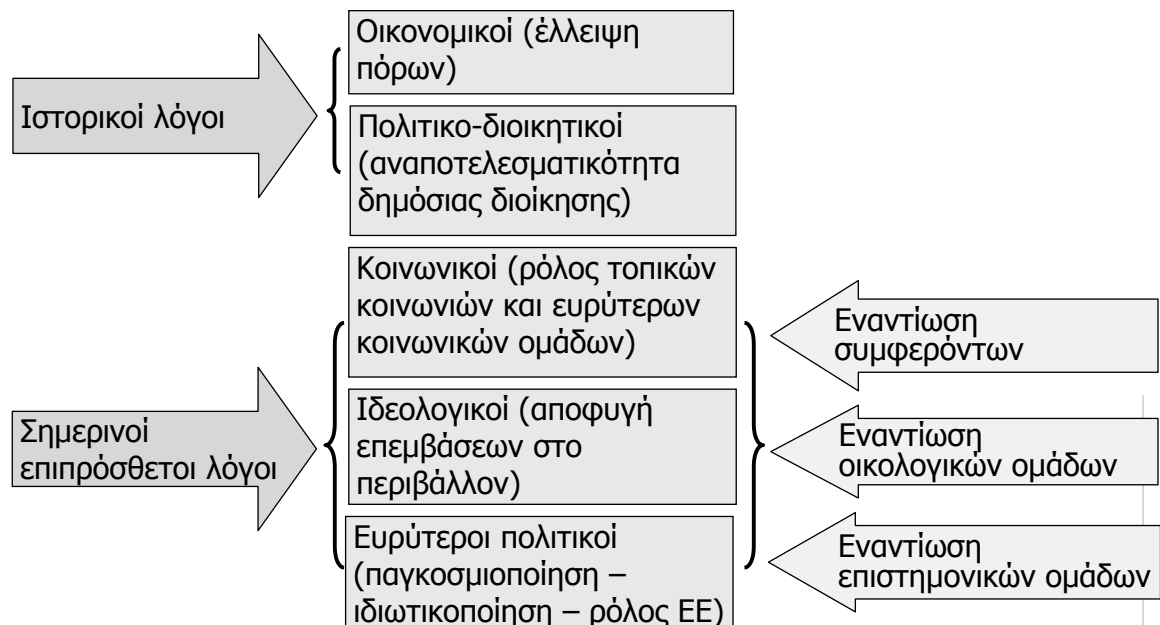 Ιστορικοί λόγοι
Οικονομικοί (έλλειψη
πόρων)
Πολιτικο-διοικητικοί
(αναποτελεσματικότητα
δημόσιας διοίκησης)
Σημερινοί
επιπρόσθετοι λόγοι
Κοινωνικοί (ρόλος τοπικών
κοινωνιών και ευρύτερων
κοινωνικών ομάδων)
Ιδεολογικοί (αποφυγή
επεμβάσεων στο
περιβάλλον)
Ευρύτεροι πολιτικοί
(παγκοσμιοποίηση –
ιδιωτικοποίηση – ρόλος ΕΕ)
Εναντίωση
συμφερόντων
Εναντίωση
οικολογικών ομάδων
Εναντίωση
επιστημονικών ομάδων